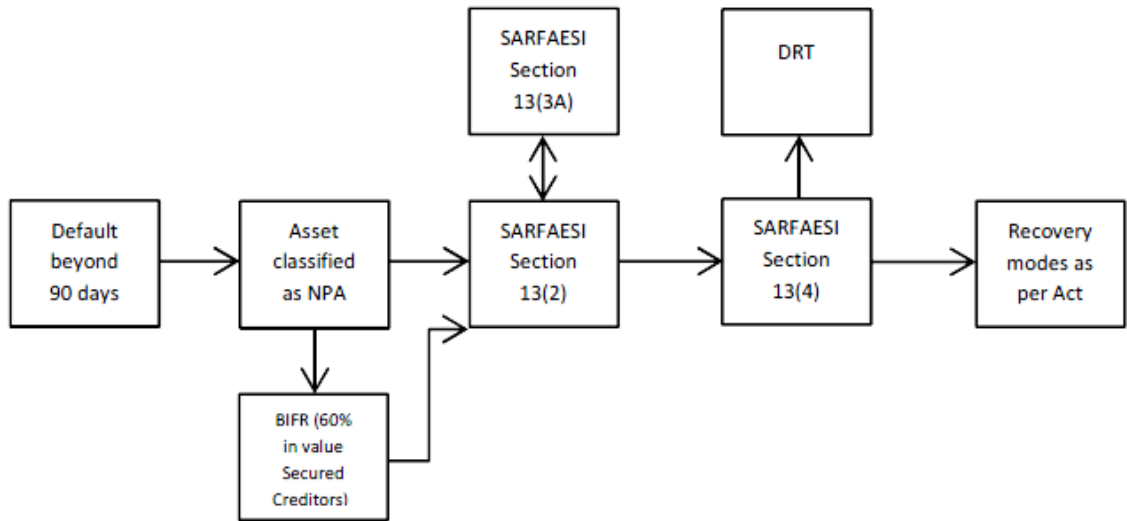 SARFAESI
Section
13(3A)
DRT
Default
beyond
90 days
Asset
classified
as NPA
SARFAESI
Section
13(2)
SARFAESI
Section
13(4)
Recovery
modes as
per Act
BIFR (60%
in value
Secured
Creditors)